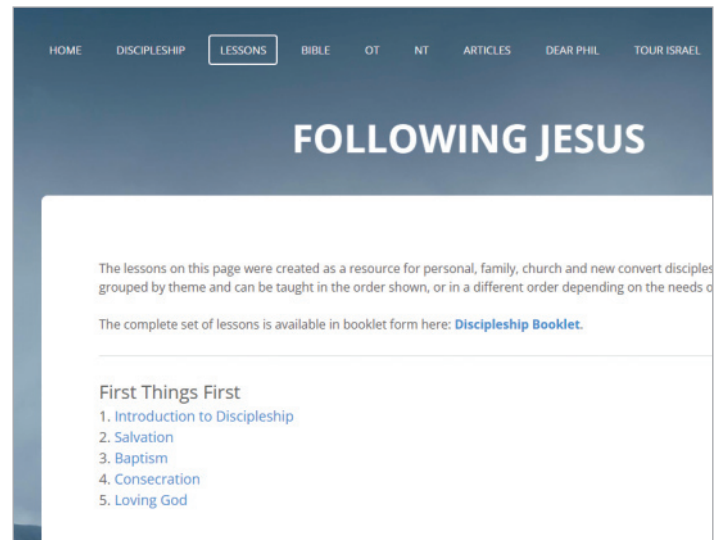 HOME DISCIPLESHIP LESSONS BIBLE OT NT ARTICLES DEAR PHIL TOUR ISRAEL
FOLLOWING JESUS
The lessons on this page were created as a resource for personal, family, church and new convert disciples
grouped by theme and can be taught in the order shown, or in a different order depending on the needs o
The complete set of lessons is available in booklet form here: Discipleship Booklet.
First Things First
1. Introduction to Discipleship
2. Salvation
3. Baptism
4. Consecration
5. Loving God